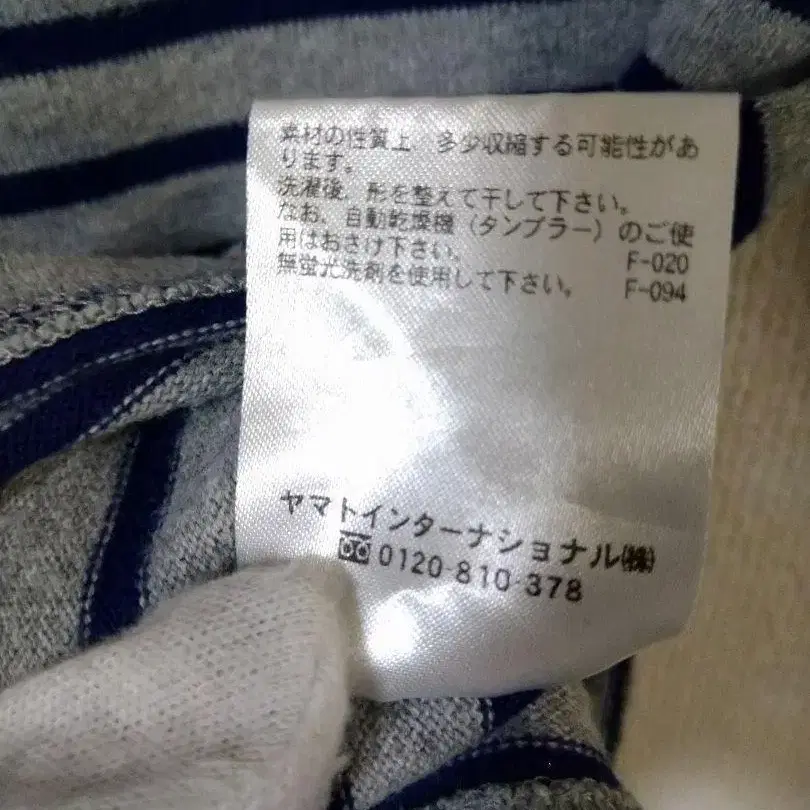 素材の性質上 多少収縮する可能性があ
ります。
洗濯後、形を整えて干して下さい。
なお、自動乾燥機（タンブラー）のご使
用はおさけ下さい。 F-020
無蛍光洗剤を使用して下さい。 F-094
ヤマトインターナショナル㈱
0120-810-378